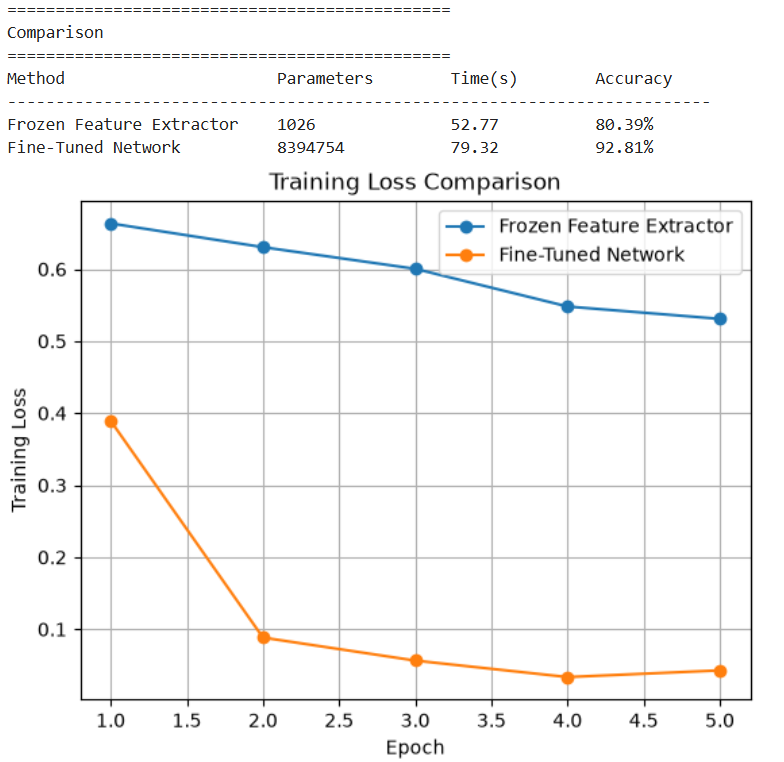 ==============================================
Comparison
==============================================
Method Parameters Time(s) Accuracy
-------------------------------------------------------------------------
Frozen Feature Extractor 1026 52.77 80.39%
Fine-Tuned Network 8394754 79.32 92.81%
Training Loss Comparison
Frozen Feature Extractor
Fine-Tuned Network
0.6
0.5
0.4
0.3
0.2
0.1
Training Loss
1.0 1.5 2.0 2.5 3.0 3.5 4.0 4.5 5.0
Epoch